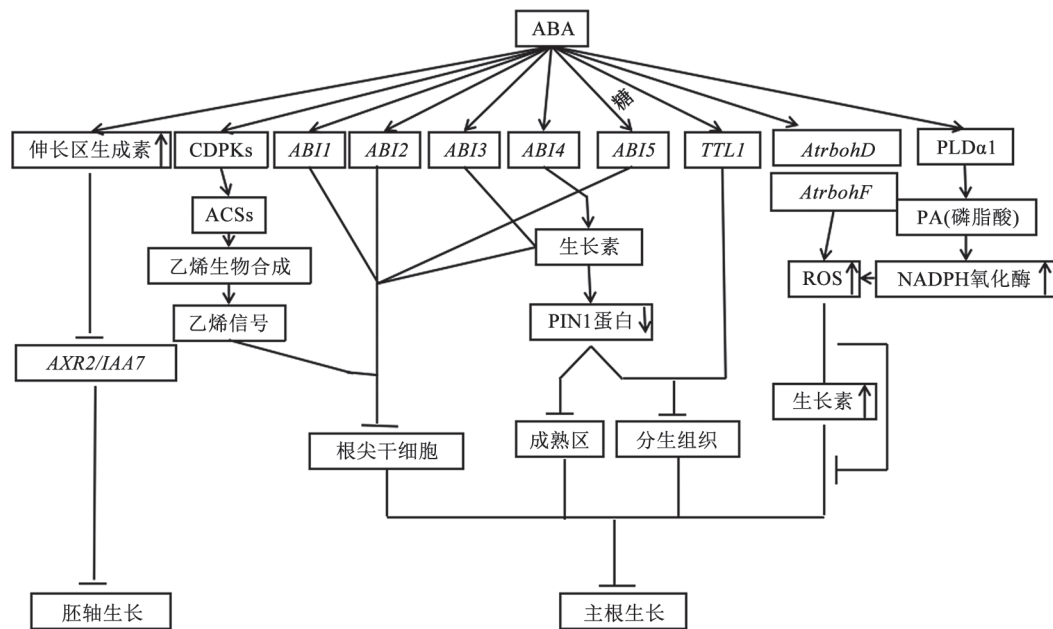 ABA
糖
伸长区生成素
CDPKs
ABI1
ABI2
ABI3
ABI4
ABI5
TTL1
AtrbohD
PLDα1
AtrbohF
ACSs
PA(磷脂酸)
生长素
乙烯生物合成
ROS
NADPH氧化酶
乙烯信号
PIN1蛋白
AXR2/IAA7
生长素
根尖干细胞
成熟区
分生组织
胚轴生长
主根生长